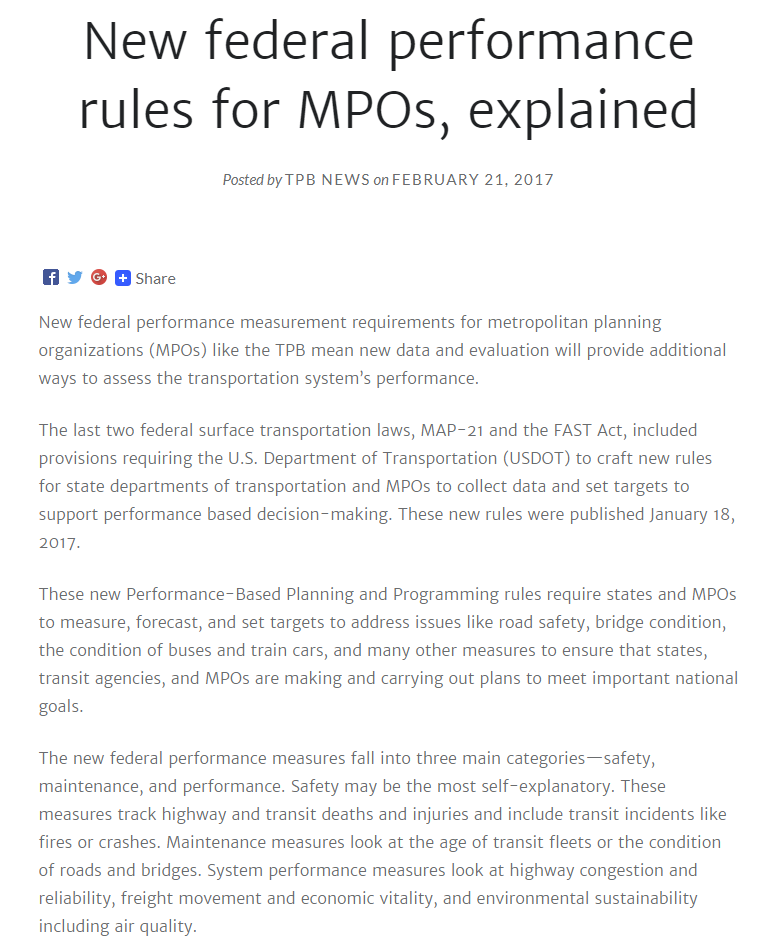 New federal performance
rules for MPOs, explained
Posted by TPB NEWS on FEBRUARY 21, 2017
Share
New federal performance measurement requirements for metropolitan planning
organizations (MPOs) like the TPB mean new data and evaluation will provide additional
ways to assess the transportation system’s performance.
The last two federal surface transportation laws, MAP-21 and the FAST Act, included
provisions requiring the U.S. Department of Transportation (USDOT) to craft new rules
for state departments of transportation and MPOs to collect data and set targets to
support performance based decision-making. These new rules were published January 18,
2017.
These new Performance-Based Planning and Programming rules require states and MPOs
to measure, forecast, and set targets to address issues like road safety, bridge condition,
the condition of buses and train cars, and many other measures to ensure that states,
transit agencies, and MPOs are making and carrying out plans to meet important national
goals.
The new federal performance measures fall into three main categories—safety,
maintenance, and performance. Safety may be the most self-explanatory. These
measures track highway and transit deaths and injuries and include transit incidents like
fires or crashes. Maintenance measures look at the age of transit fleets or the condition
of roads and bridges. System performance measures look at highway congestion and
reliability, freight movement and economic vitality, and environmental sustainability
including air quality.